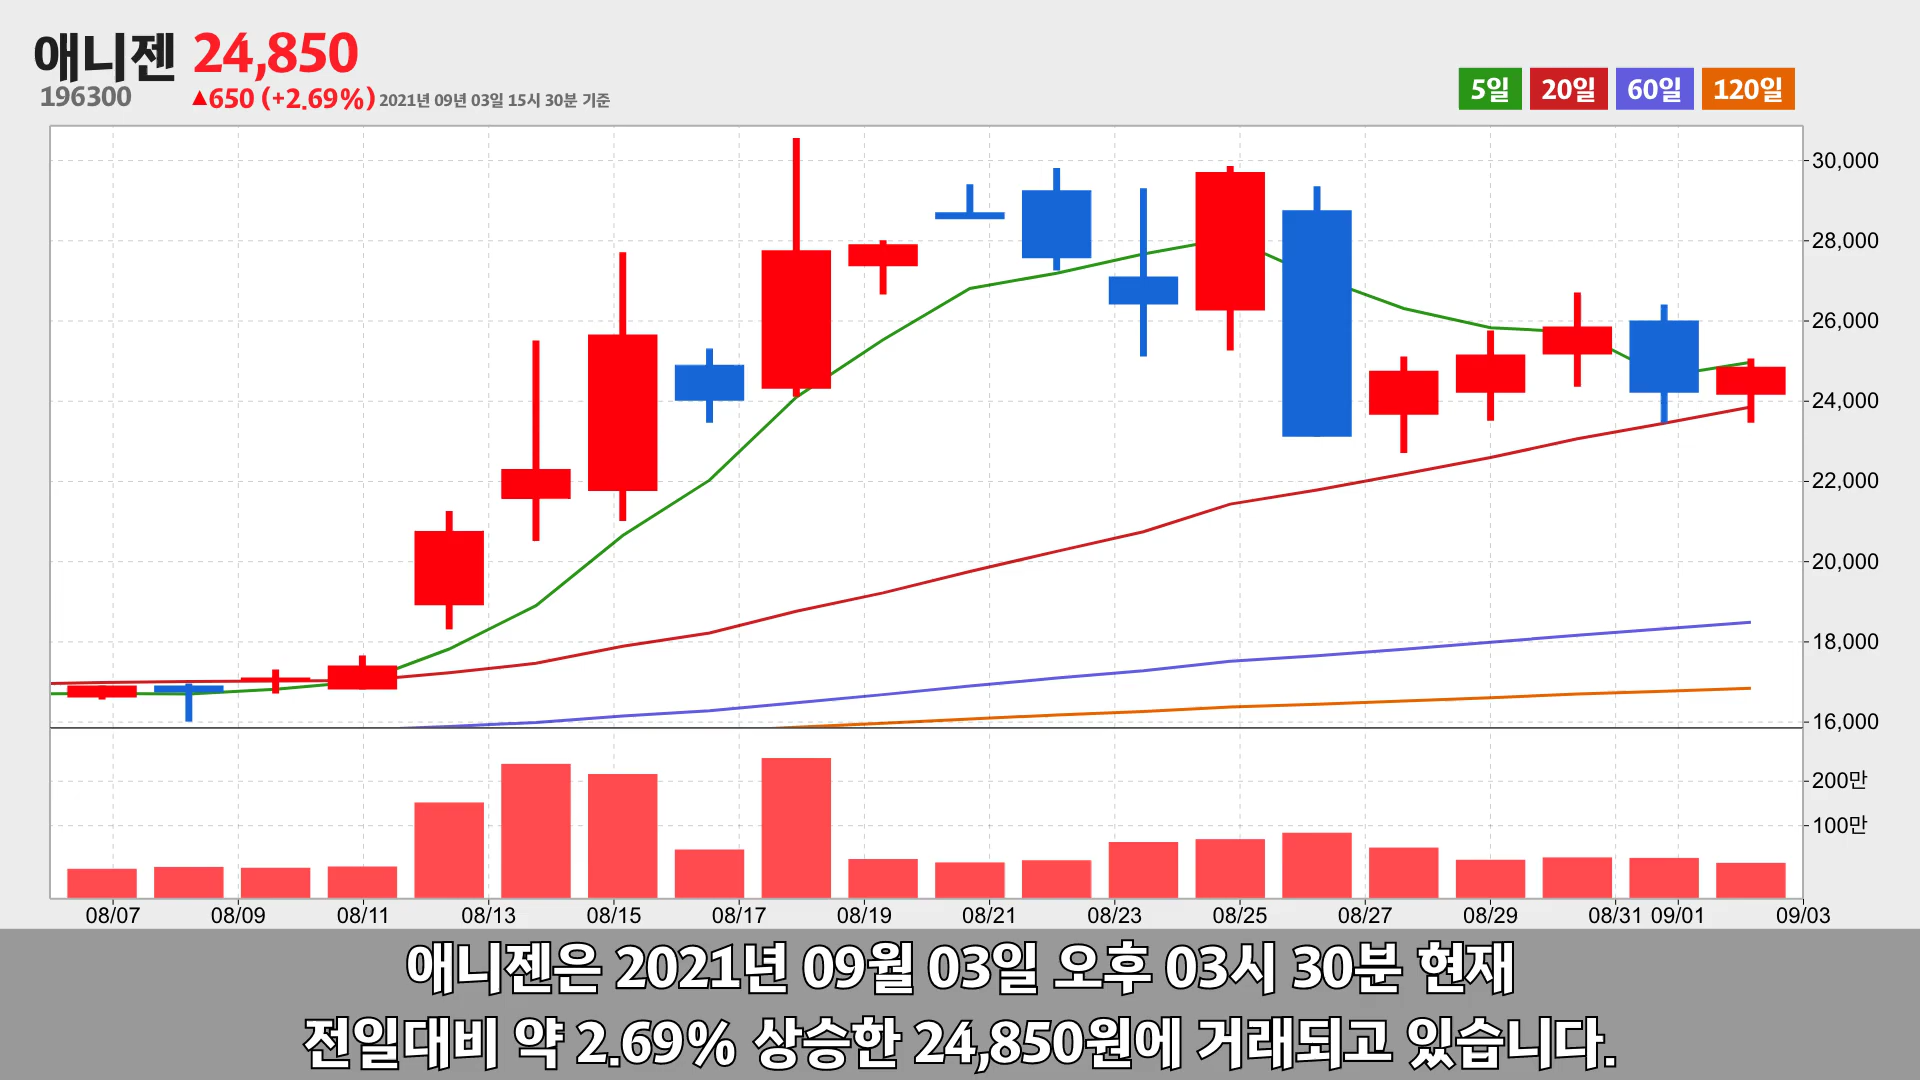 애니젠 24,850
196300 ▲650 (+2.69%) 2021년 09년 03일 15시 30분 기준
5일 20일 60일 120일
30,000
28,000
26,000
24,000
22,000
20,000
18,000
16,000
200만
100만
08/07 08/09 08/11 08/13 08/15 08/17 08/19 08/21 08/23 08/25 08/27 08/29 08/31 09/01 09/03
애니젠은 2021년 09월 03일 오후 03시 30분 현재
전일대비 약 2.69% 상승한 24,850원에 거래되고 있습니다.